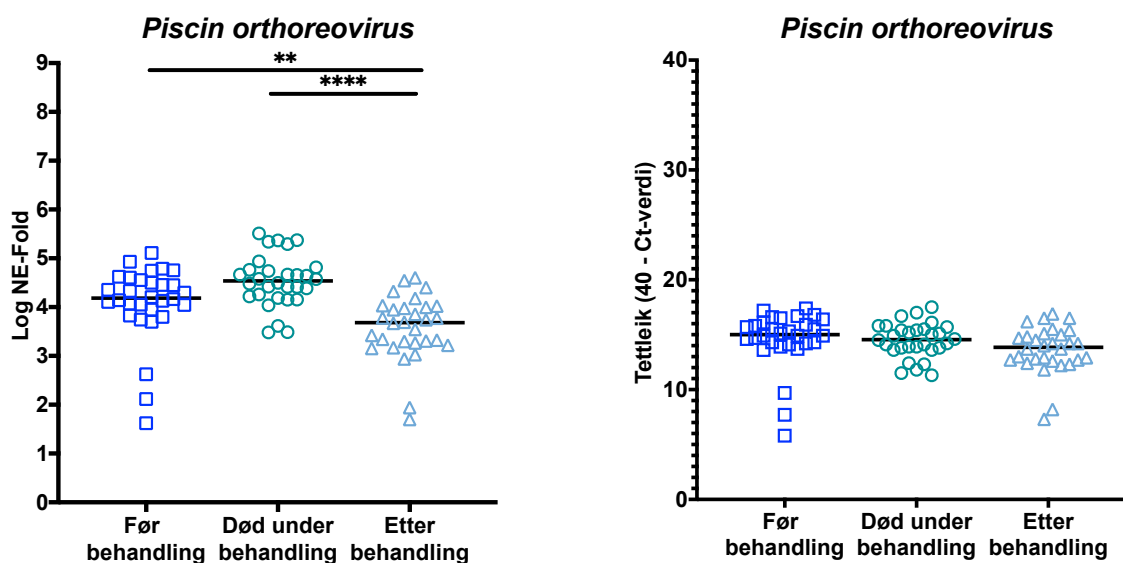 Piscin orthoreovirus
**
****
9
8
7
6
5
4
3
2
1
0
Log NE-Fold
Før behandling
Død under behandling
Etter behandling
Piscin orthoreovirus
40
30
20
10
0
Tettleik (40 - Ct-verdi)
Før behandling
Død under behandling
Etter behandling